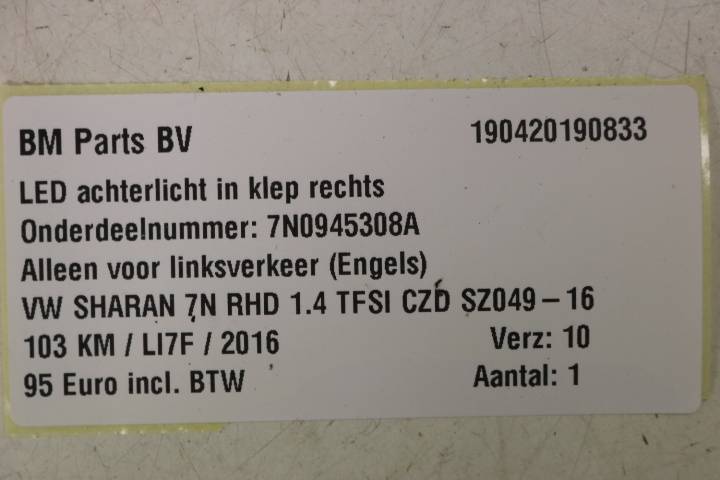 BM Parts BV 190420190833
LED achterlicht in klep rechts
Onderdeelnummer: 7N0945308A
Alleen voor linksverkeer (Engels)
VW SHARAN 7N RHD 1.4 TFSI CZD SZ049 – 16
103 KM / LI7F / 2016 Verz: 10
95 Euro incl. BTW Aantal: 1